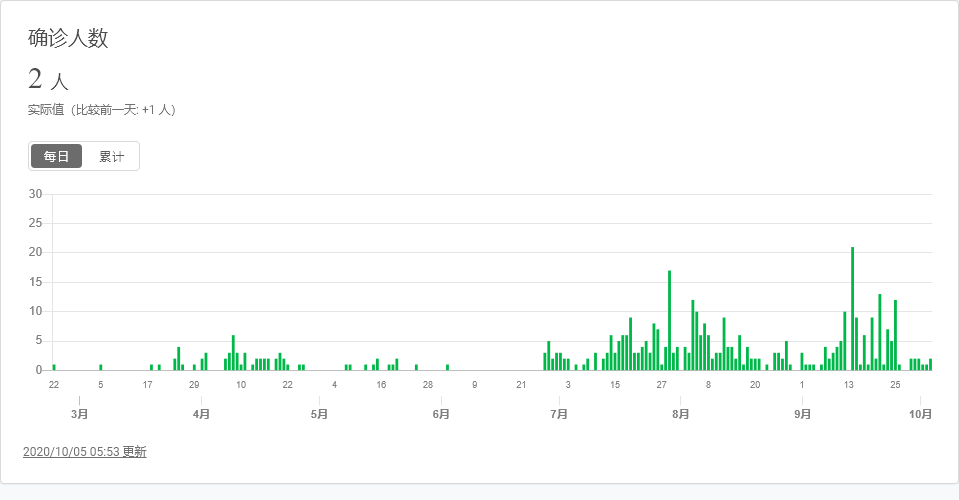 确诊人数
2 人
实际值（比较前一天: +1 人）
每日 累计
30
25
20
15
10
5
0
22 5 17 29 10 22 4 16 28 9 21 3 15 27 8 20 1 13 25
3月 4月 5月 6月 7月 8月 9月 10月
2020/10/05 05:53 更新